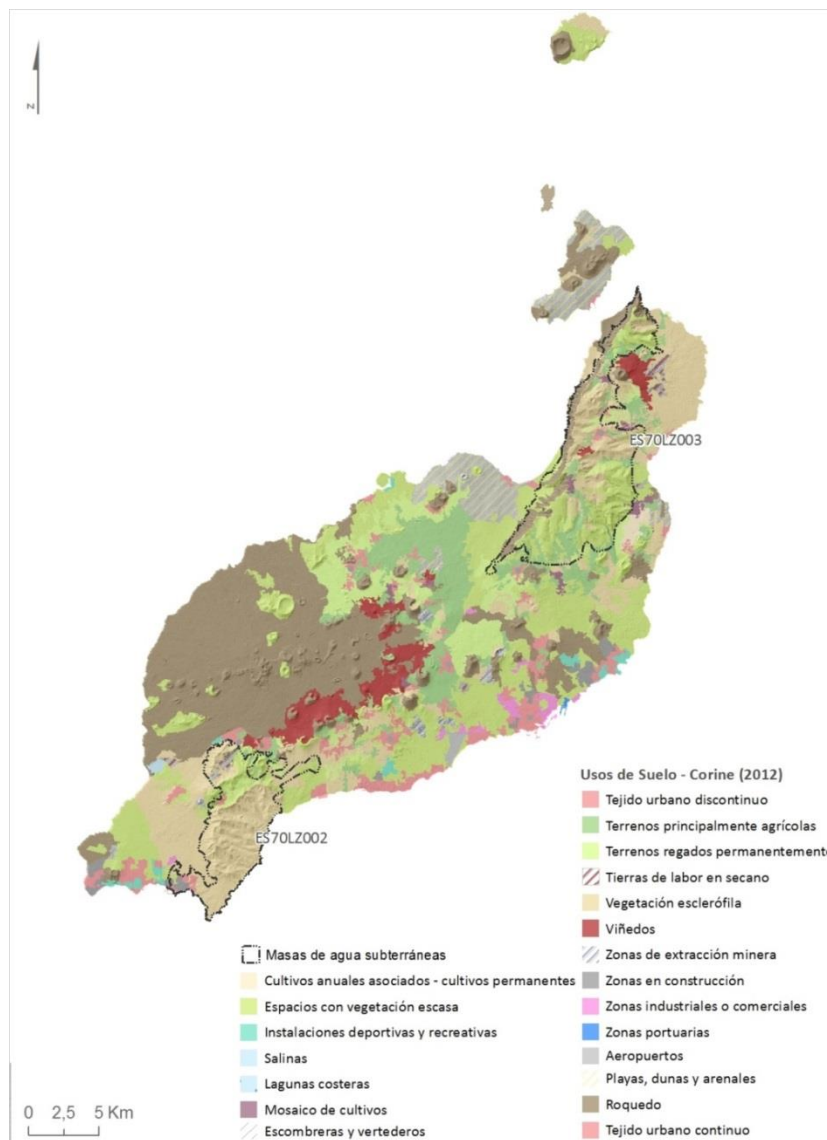 N
ES70LZ003
ES70LZ002
Usos de Suelo - Corine (2012)
Tejido urbano discontinuo
Terrenos principalmente agrícolas
Terrenos regados permanentemente
Tierras de labor en secano
Vegetación esclerófila
Viñedos
Zonas de extracción minera
Zonas en construcción
Zonas industriales o comerciales
Zonas portuarias
Aeropuertos
Playas, dunas y arenales
Roquedo
Tejido urbano continuo
Masas de agua subterráneas
Cultivos anuales asociados - cultivos permanentes
Espacios con vegetación escasa
Instalaciones deportivas y recreativas
Salinas
Lagunas costeras
Mosaico de cultivos
Escombreras y vertederos
0 2,5 5 Km